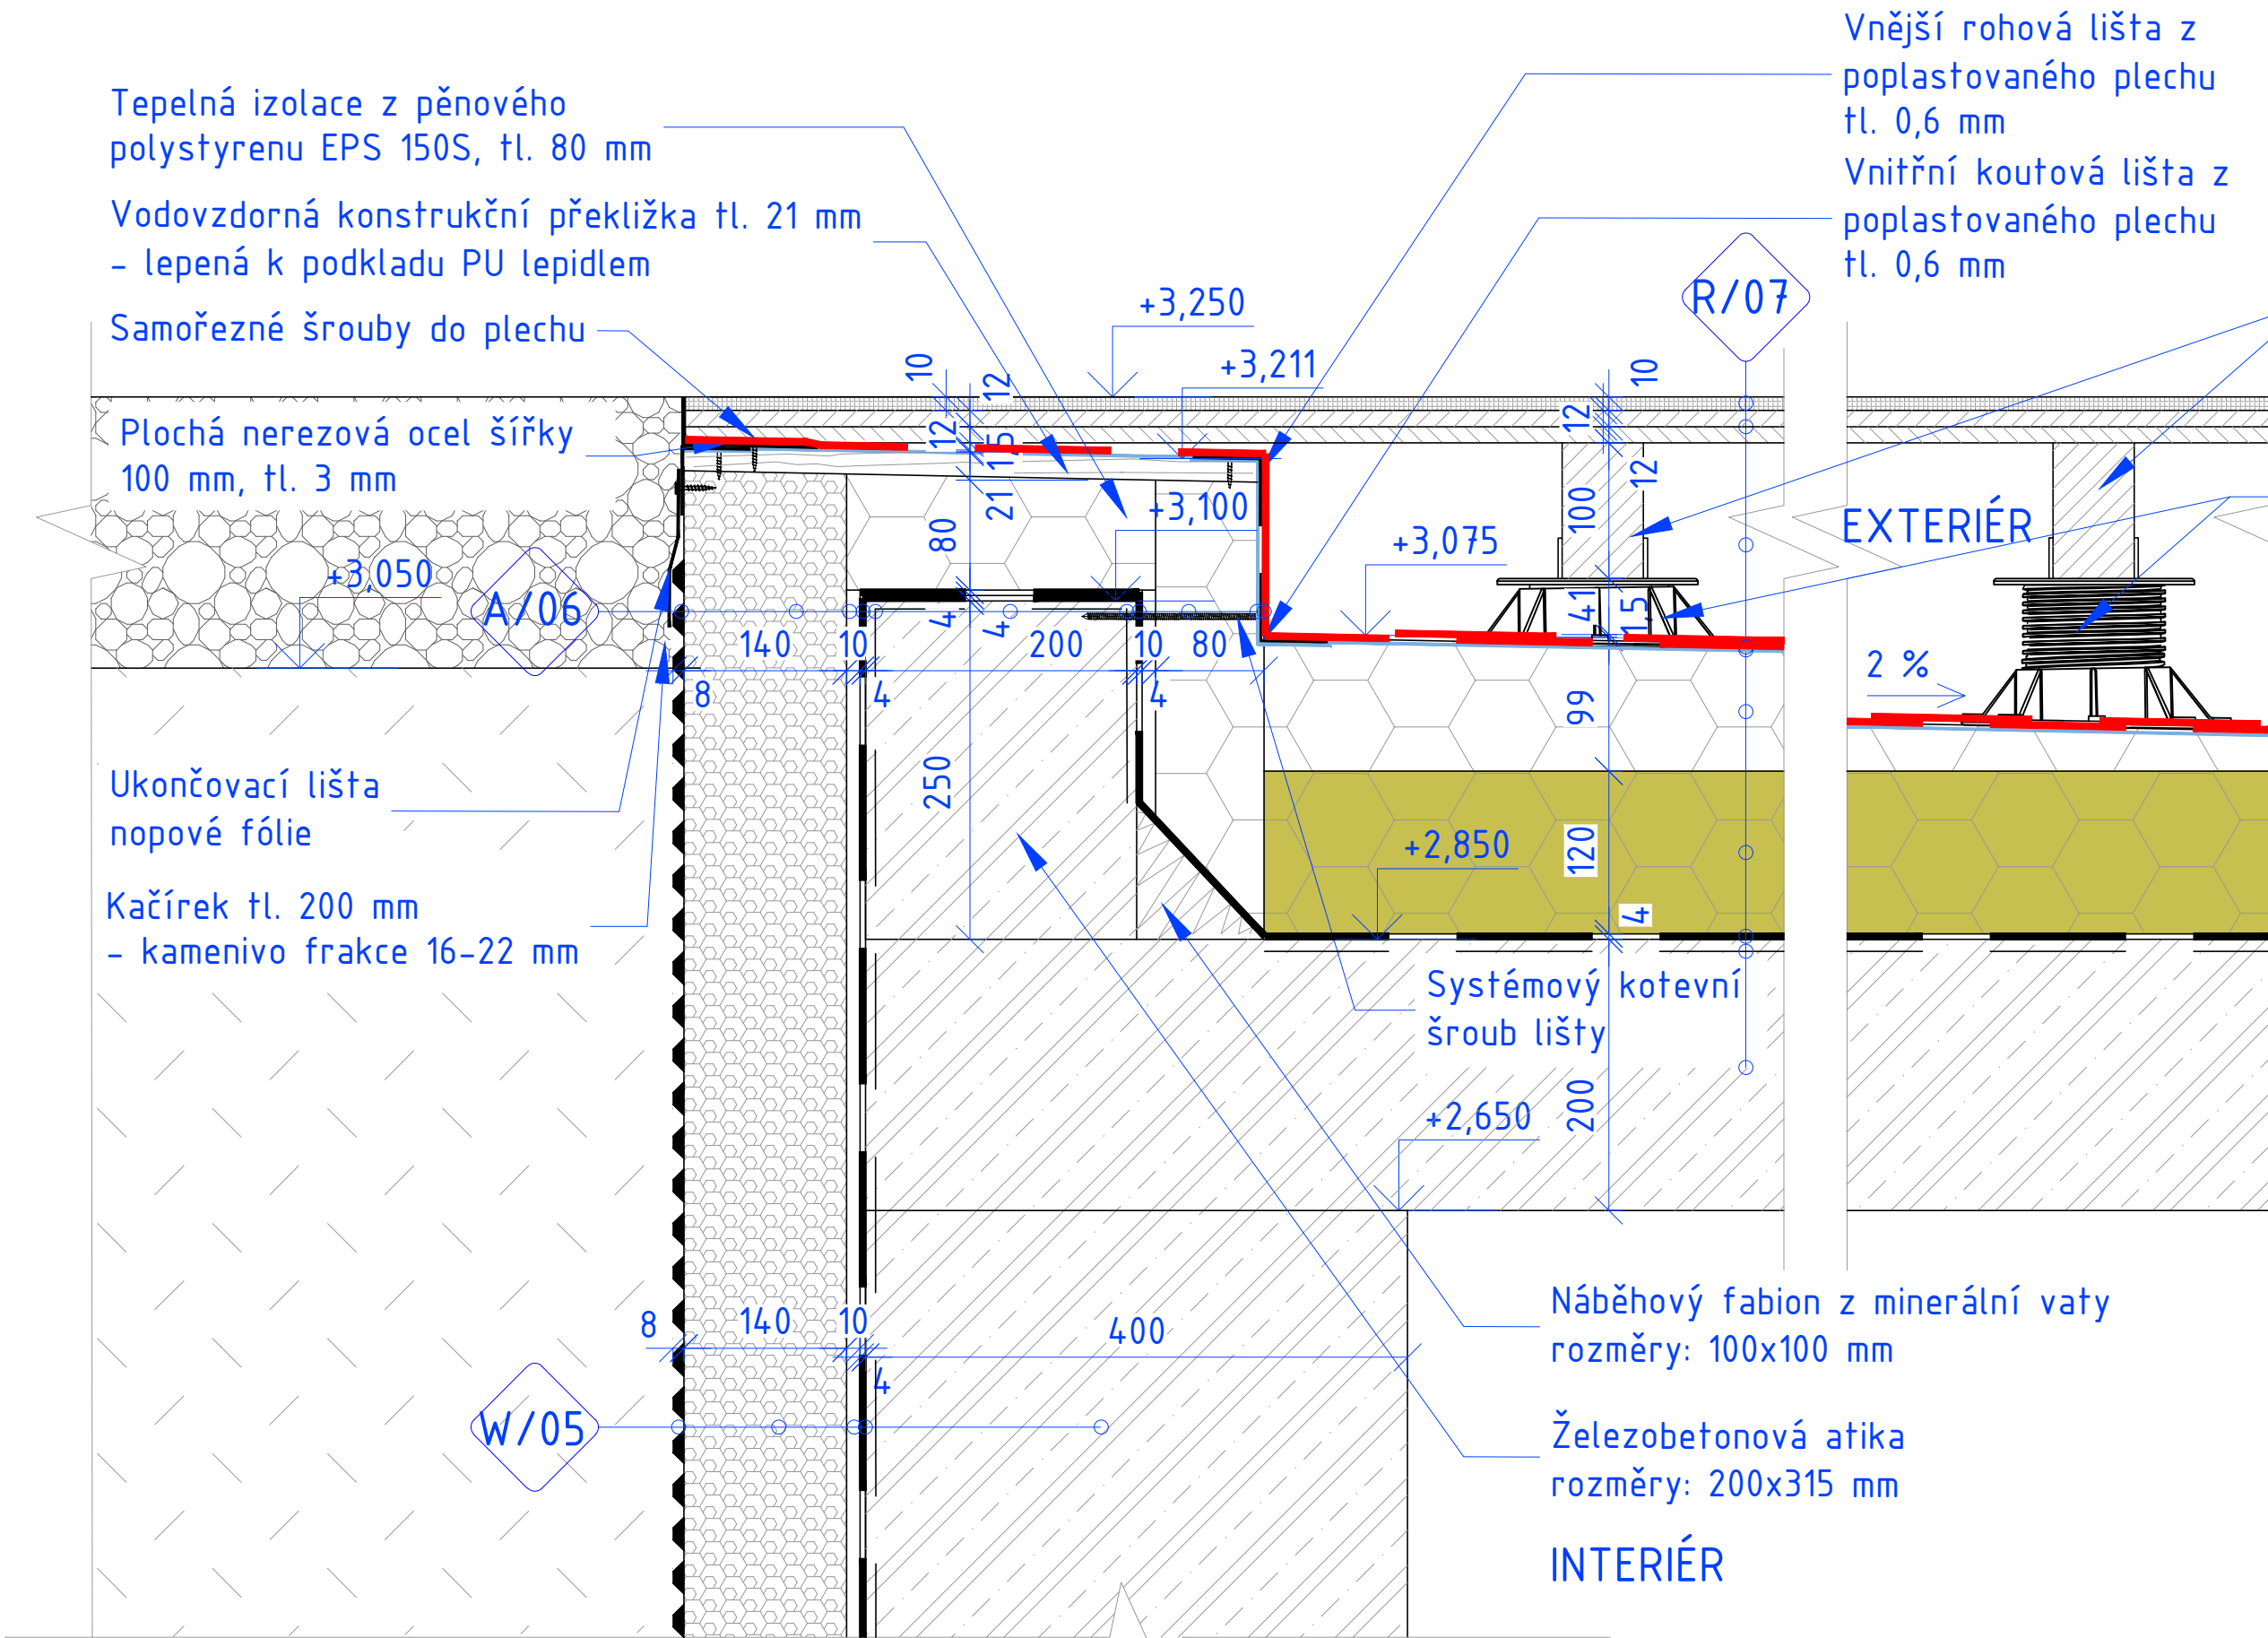 Vnější rohová lišta z
poplastovaného plechu
tl. 0,6 mm
Vnitřní koutová lišta z
poplastovaného plechu
tl. 0,6 mm
Tepelná izolace z pěnového
polystyrenu EPS 150S, tl. 80 mm
Vodovzdorná konstrukční překližka tl. 21 mm
- lepená k podkladu PU lepidlem
Samořezné šrouby do plechu
Plochá nerezová ocel šířky
100 mm, tl. 3 mm
R/07
+3,250
+3,211
10
12
12
1,5
21
80
4
4
+3,100
+3,075
+3,050
10
12
12
100
41
1,5
99
120
4
200
EXTERIÉR
2 %
A/06
140
10
200
10
80
8
4
4
250
+2,850
Ukončovací lišta
nopové fólie
Kačírek tl. 200 mm
- kamenivo frakce 16-22 mm
Systémový kotevní
šroub lišty
+2,650
8
140
10
400
4
W/05
Náběhový fabion z minerální vaty
rozměry: 100x100 mm
Železobetonová atika
rozměry: 200x315 mm
INTERIÉR